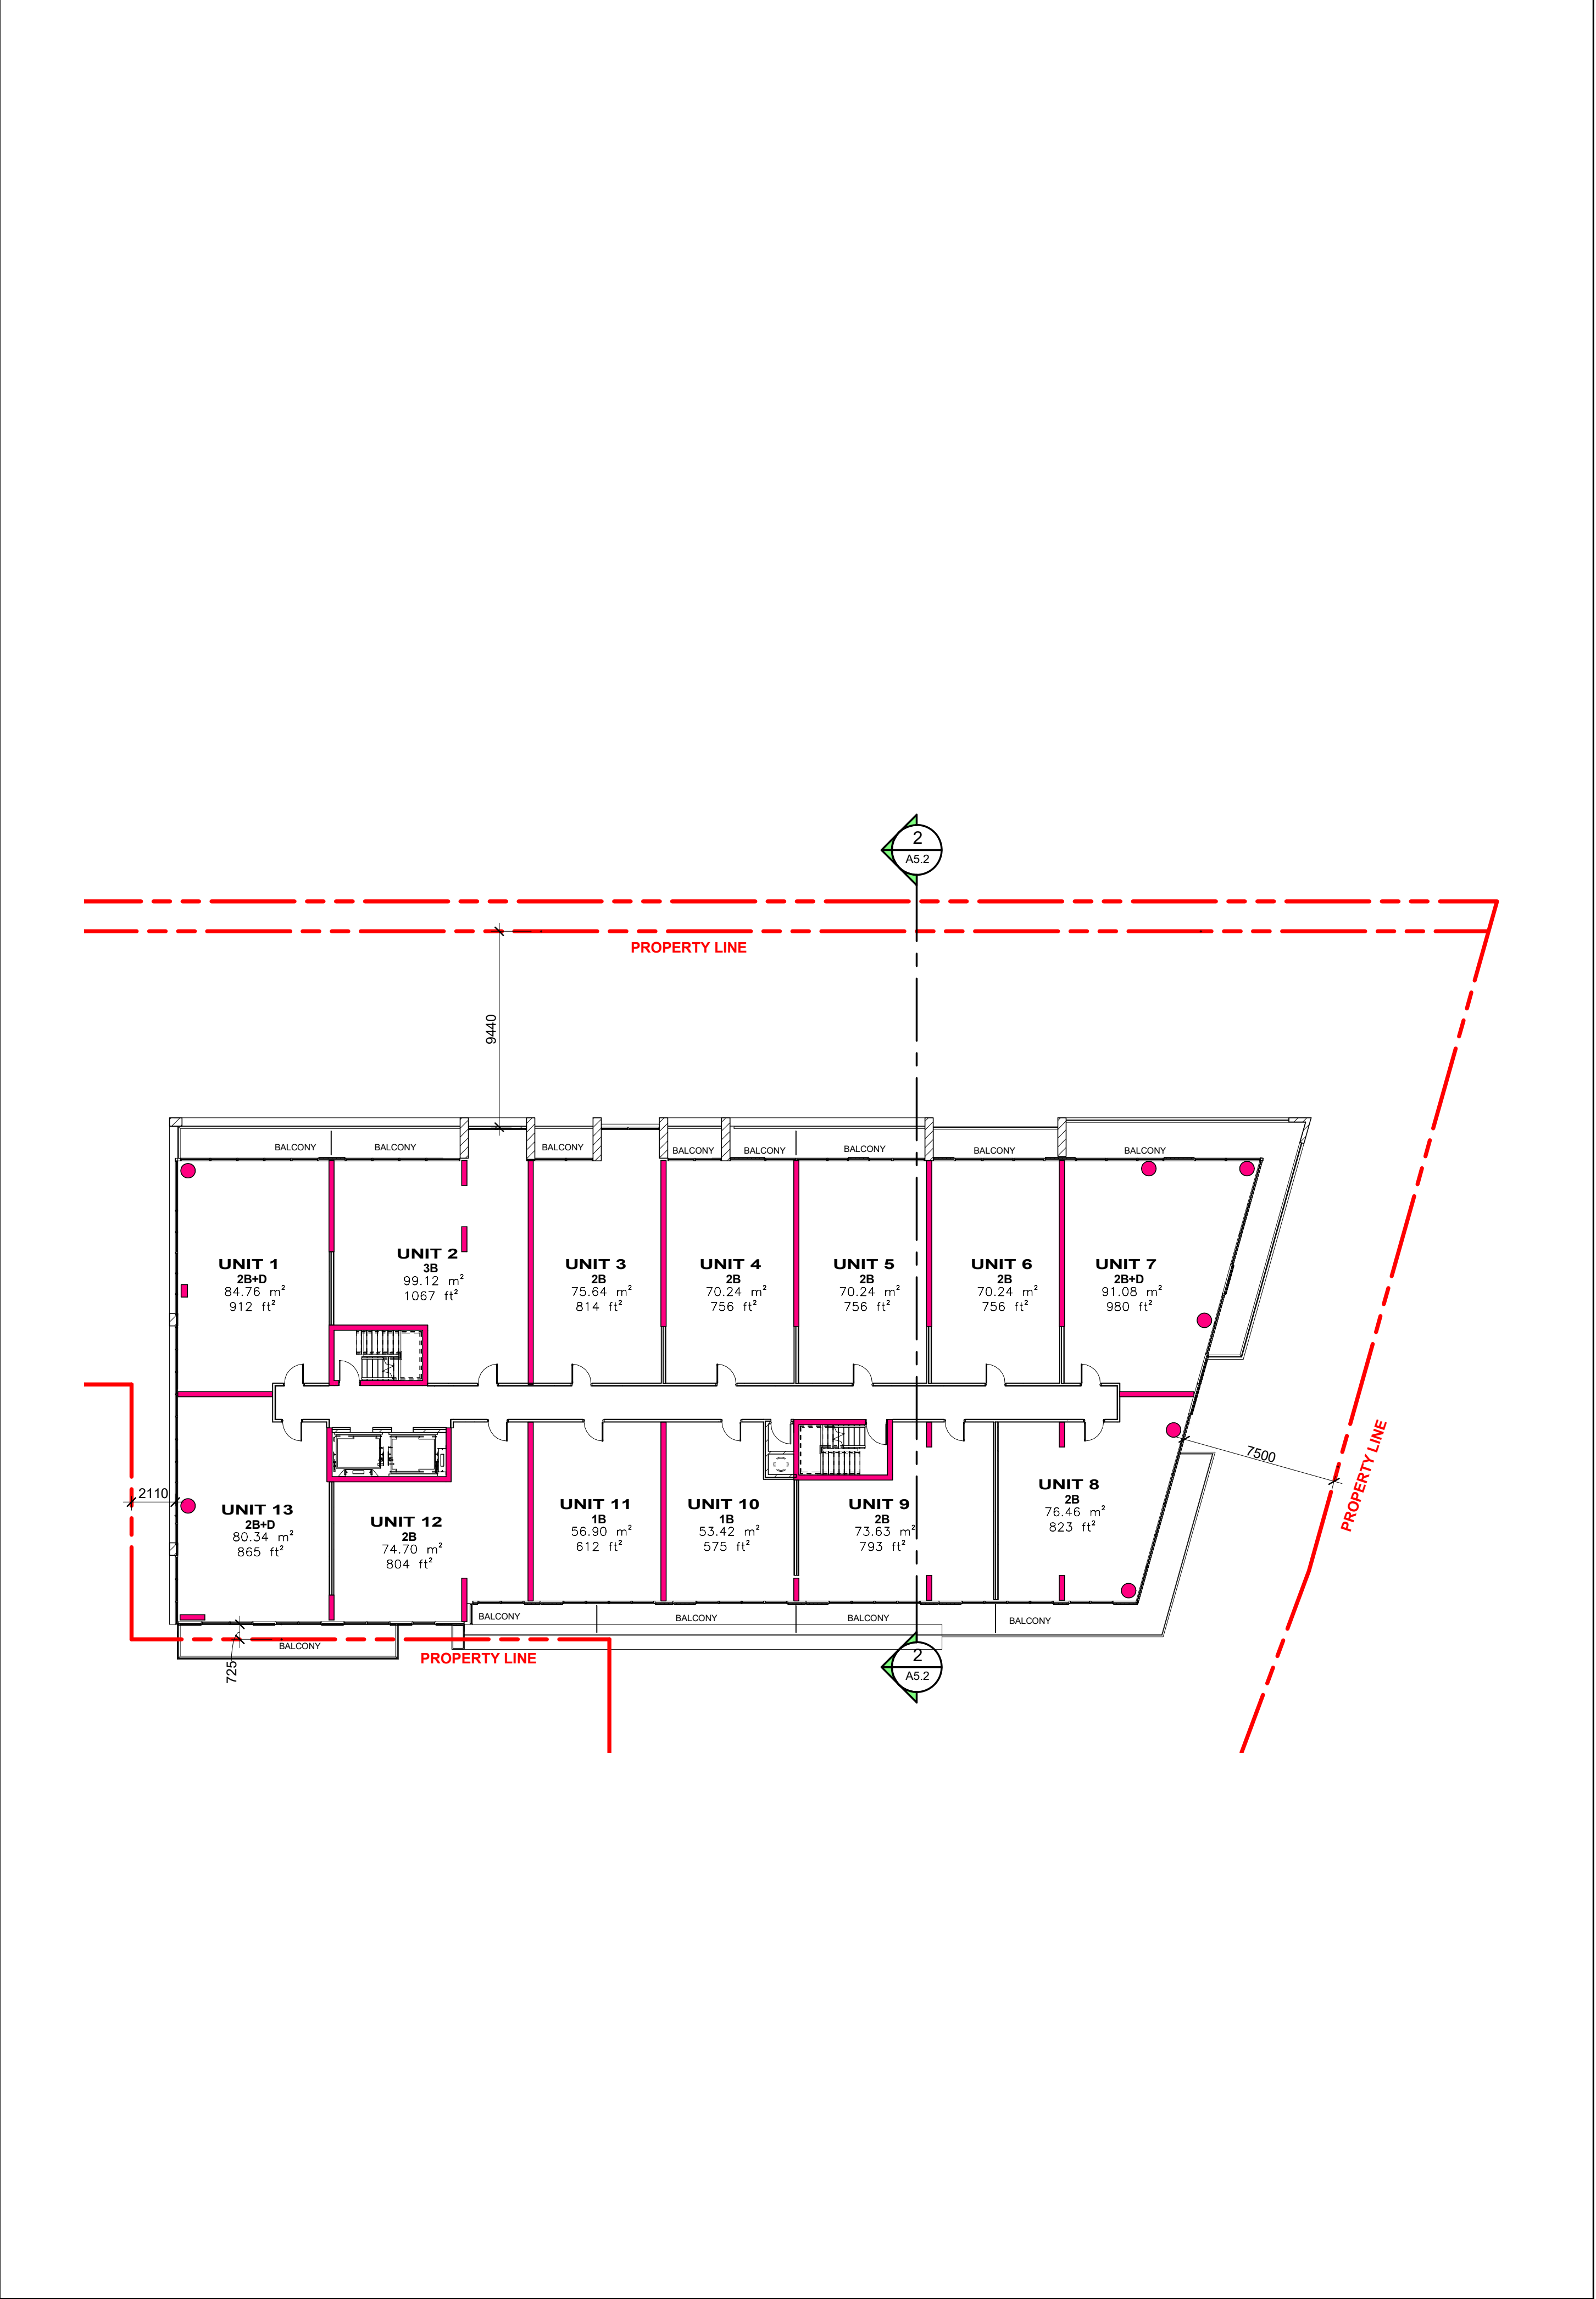 2
A5.2
PROPERTY LINE
9440
BALCONY
BALCONY
BALCONY
BALCONY
BALCONY
BALCONY
BALCONY
BALCONY
UNIT 1
2B+D
84.76 m²
912 ft²
UNIT 2
3B
99.12 m²
1067 ft²
UNIT 3
2B
75.64 m²
814 ft²
UNIT 4
2B
70.24 m²
756 ft²
UNIT 5
2B
70.24 m²
756 ft²
UNIT 6
2B
70.24 m²
756 ft²
UNIT 7
2B+D
91.08 m²
980 ft²
7500
PROPERTY LINE
2110
UNIT 13
2B+D
80.34 m²
865 ft²
UNIT 12
2B
74.70 m²
804 ft²
UNIT 11
1B
56.90 m²
612 ft²
UNIT 10
1B
53.42 m²
575 ft²
UNIT 9
2B
73.63 m²
793 ft²
UNIT 8
2B
76.46 m²
823 ft²
BALCONY
BALCONY
BALCONY
BALCONY
BALCONY
725
PROPERTY LINE
2
A5.2